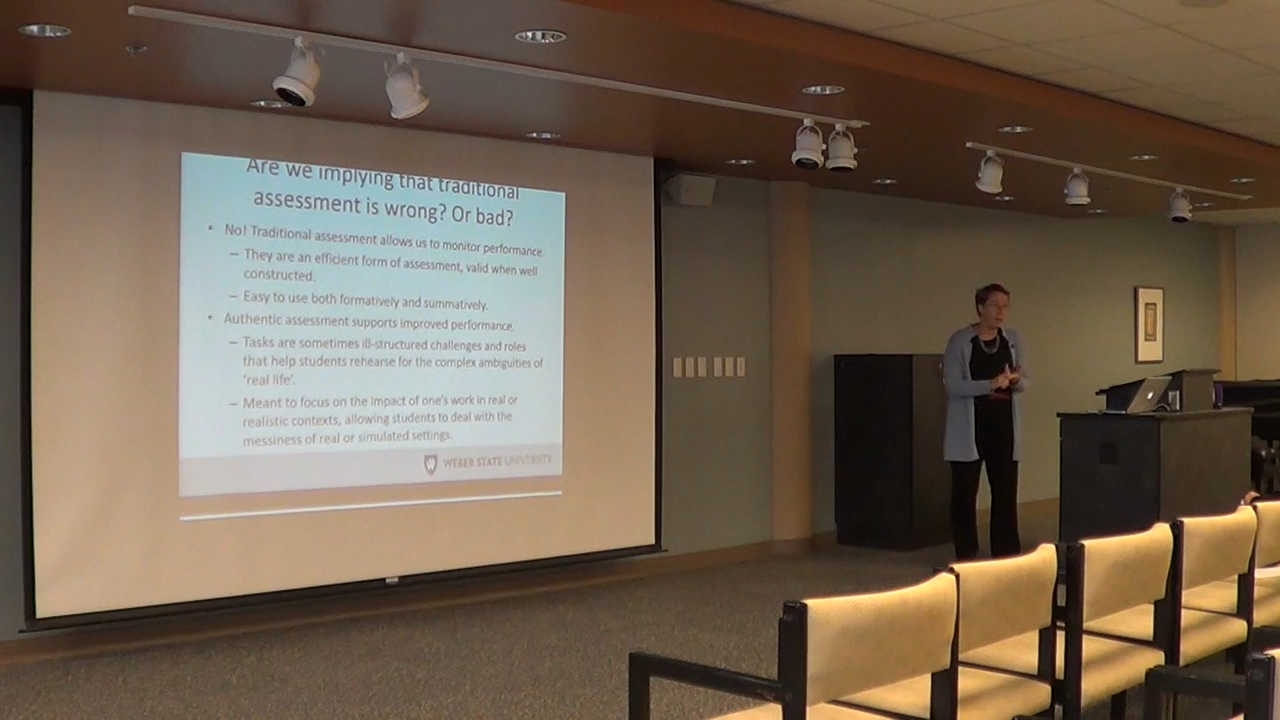 Are we implying that traditional
assessment is wrong? Or bad?
• No! Traditional assessment allows us to monitor performance.
– They are an efficient form of assessment, valid when well
constructed.
– Easy to use both formatively and summatively.
• Authentic assessment supports improved performance.
– Tasks are sometimes ill-structured challenges and roles
that help students rehearse for the complex ambiguities of
'real life'.
– Meant to focus on the impact of one's work in real or
realistic contexts, allowing students to deal with the
messiness of real or simulated settings.
WEBER STATE UNIVERSITY